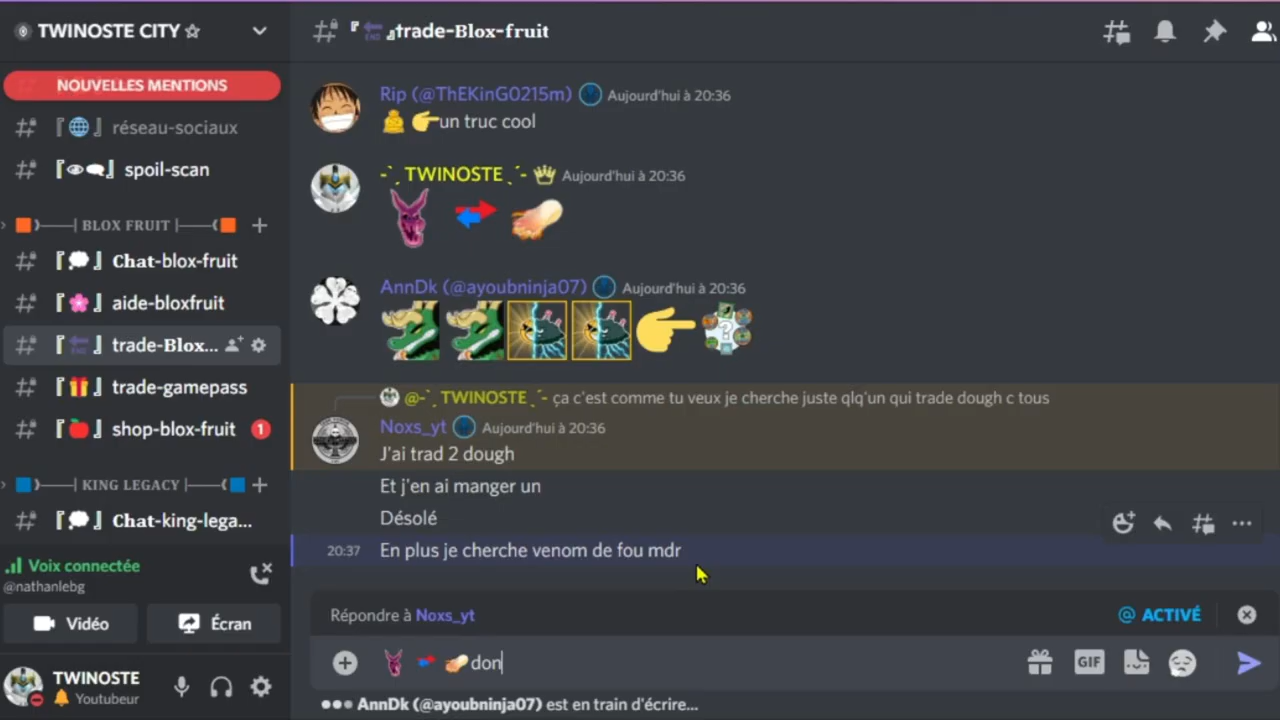 TWINOSTE CITY
NOUVELLES MENTIONS
réseau-sociaux
spoil-scan
BLOX FRUIT
Chat-blox-fruit
aide-bloxfruit
trade-Blox...
trade-gamepass
shop-blox-fruit 1
KING LEGACY
Chat-king-lega...
Voix connectée
@nathanlebg
Vidéo
Écran
TWINOSTE
Youtubeur
trade-Blox-fruit
Rip (@ThEKinG0215m) Aujourd'hui à 20:36
un truc cool
-`ˏ TWINOSTE ˎ´- Aujourd'hui à 20:36
AnnDk (@ayoubninja07) Aujourd'hui à 20:36
@-`ˏ TWINOSTE ˎ´- ça c'est comme tu veux je cherche juste qlq'un qui trade dough c tous
Noxs_yt Aujourd'hui à 20:36
J'ai trad 2 dough
Et j'en ai manger un
Désolé
20:37 En plus je cherche venom de fou mdr
Répondre à Noxs_yt
@ ACTIVÉ
don
GIF
AnnDk (@ayoubninja07) est en train d'écrire...